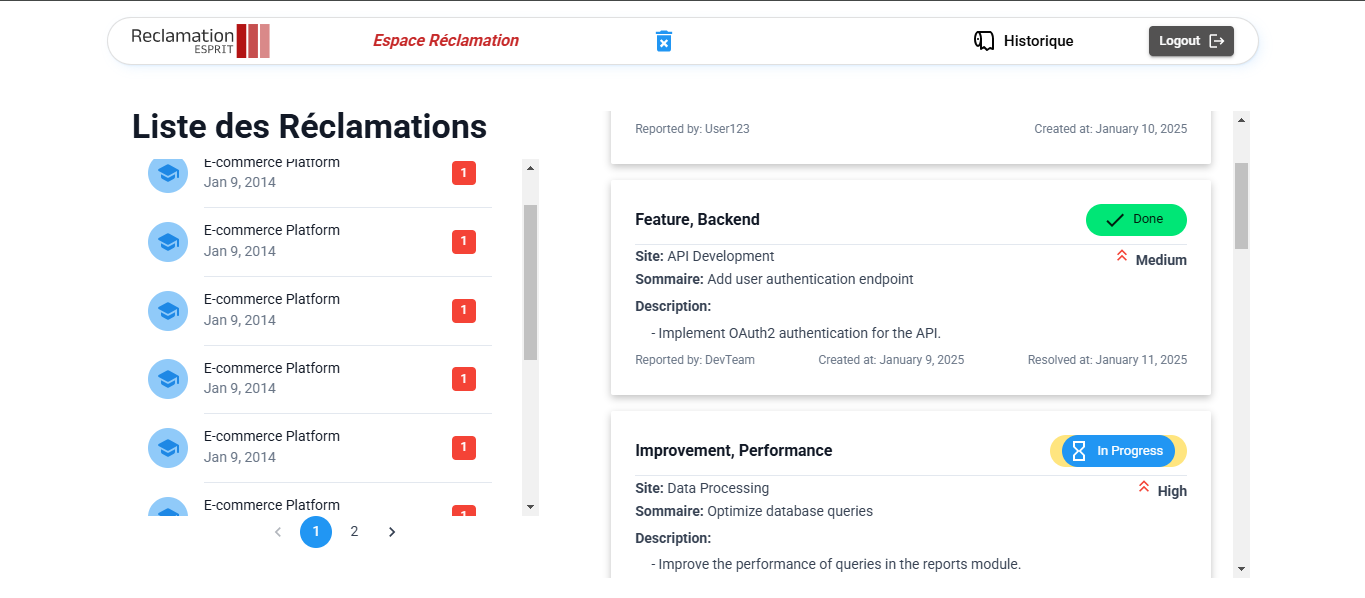 Reclamation
ESPRIT
Espace Réclamation
Historique
Logout
Liste des Réclamations
E-commerce Platform
Jan 9, 2014
1
E-commerce Platform
Jan 9, 2014
1
E-commerce Platform
Jan 9, 2014
1
E-commerce Platform
Jan 9, 2014
1
E-commerce Platform
Jan 9, 2014
1
E-commerce Platform
1
1 2
Reported by: User123 Created at: January 10, 2025
Feature, Backend Done
Site: API Development Medium
Sommaire: Add user authentication endpoint
Description:
- Implement OAuth2 authentication for the API.
Reported by: DevTeam Created at: January 9, 2025 Resolved at: January 11, 2025
Improvement, Performance In Progress
Site: Data Processing High
Sommaire: Optimize database queries
Description:
- Improve the performance of queries in the reports module.